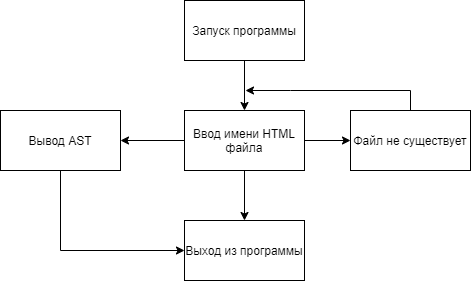 Запуск программы
Вывод AST
Ввод имени HTML
файла
Файл не существует
Выход из программы